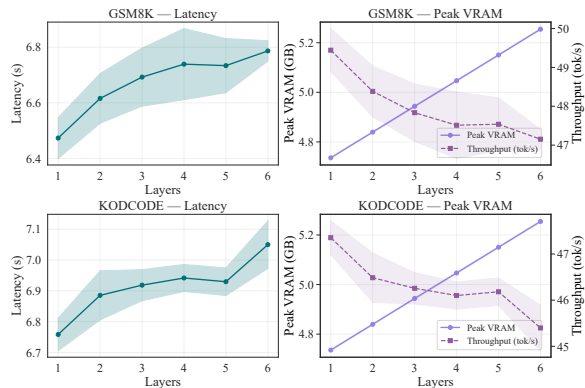 GSM8K — Latency
Latency (s)
6.8
6.6
6.4
1 2 3 4 5 6
Layers
GSM8K — Peak VRAM
Peak VRAM (GB)
5.2
5.0
4.8
50
49
48
47
Throughput (tok/s)
Peak VRAM
Throughput (tok/s)
1 2 3 4 5 6
Layers
KODCODE — Latency
Latency (s)
7.1
7.0
6.9
6.8
6.7
1 2 3 4 5 6
Layers
KODCODE — Peak VRAM
Peak VRAM (GB)
5.2
5.0
4.8
47
46
45
Throughput (tok/s)
Peak VRAM
Throughput (tok/s)
1 2 3 4 5 6
Layers